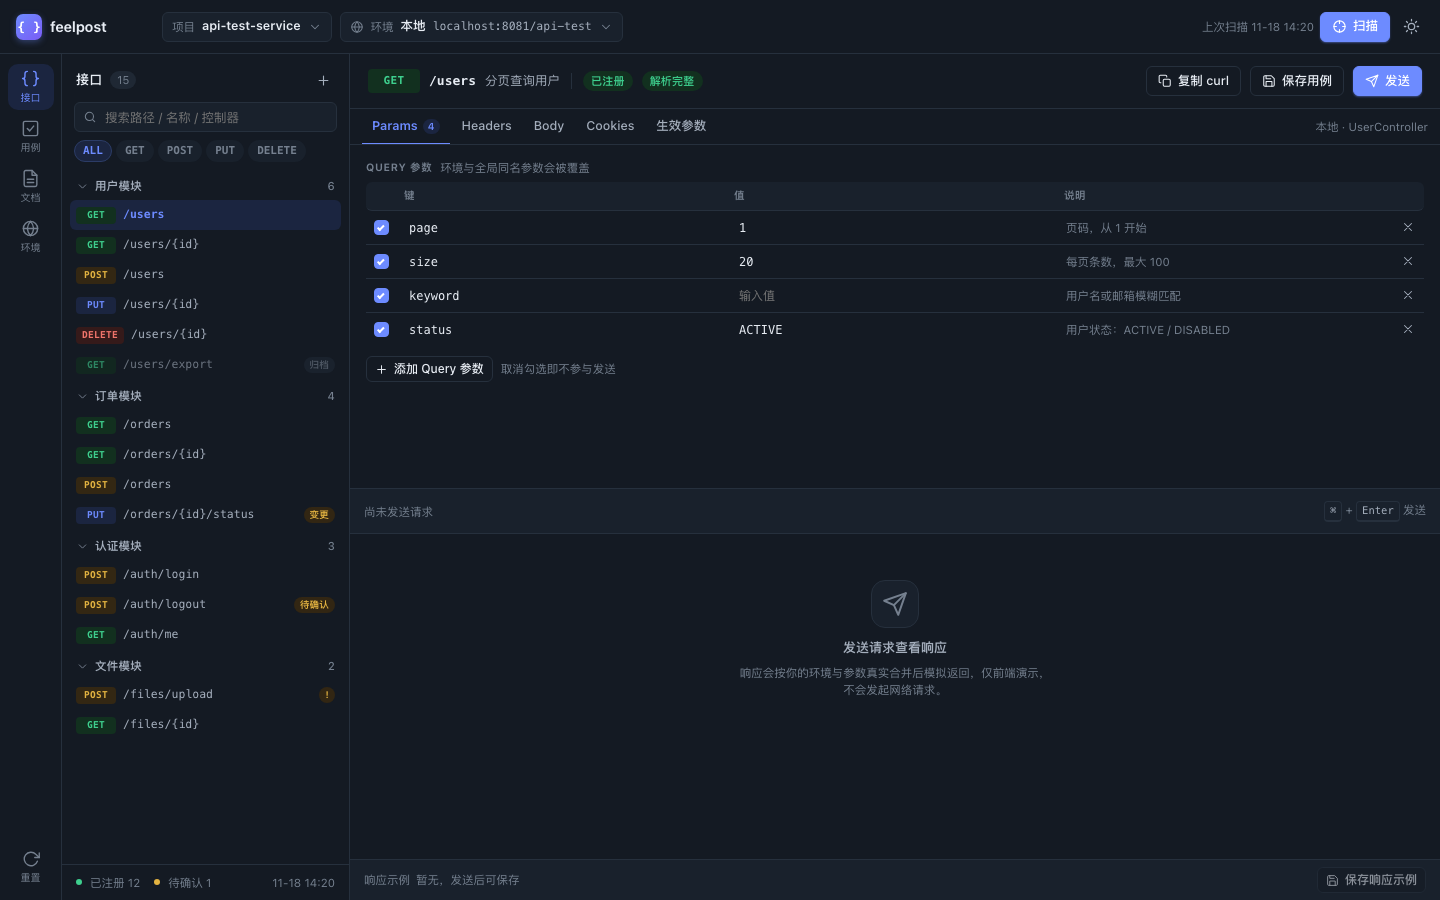 { } feelpost 项目 api-test-service 环境 本地 localhost:8081/api-test 上次扫描 11-18 14:20 扫描
接口
用例
文档
环境
重置
接口 15
搜索路径 / 名称 / 控制器
ALL GET POST PUT DELETE
用户模块 6
GET /users
GET /users/{id}
POST /users
PUT /users/{id}
DELETE /users/{id}
GET /users/export 归档
订单模块 4
GET /orders
GET /orders/{id}
POST /orders
PUT /orders/{id}/status 变更
认证模块 3
POST /auth/login
POST /auth/logout 待确认
GET /auth/me
文件模块 2
POST /files/upload !
GET /files/{id}
已注册 12 待确认 1 11-18 14:20
GET /users 分页查询用户 已注册 解析完整 复制 curl 保存用例 发送
Params 4 Headers Body Cookies 生效参数 本地 · UserController
QUERY 参数 环境与全局同名参数会被覆盖
键 值 说明
page 1 页码，从 1 开始
size 20 每页条数，最大 100
keyword 输入值 用户名或邮箱模糊匹配
status ACTIVE 用户状态：ACTIVE / DISABLED
添加 Query 参数 取消勾选即不参与发送
尚未发送请求 ⌘ + Enter 发送
发送请求查看响应
响应会按你的环境与参数真实合并后模拟返回，仅前端演示，
不会发起网络请求。
响应示例 暂无，发送后可保存 保存响应示例